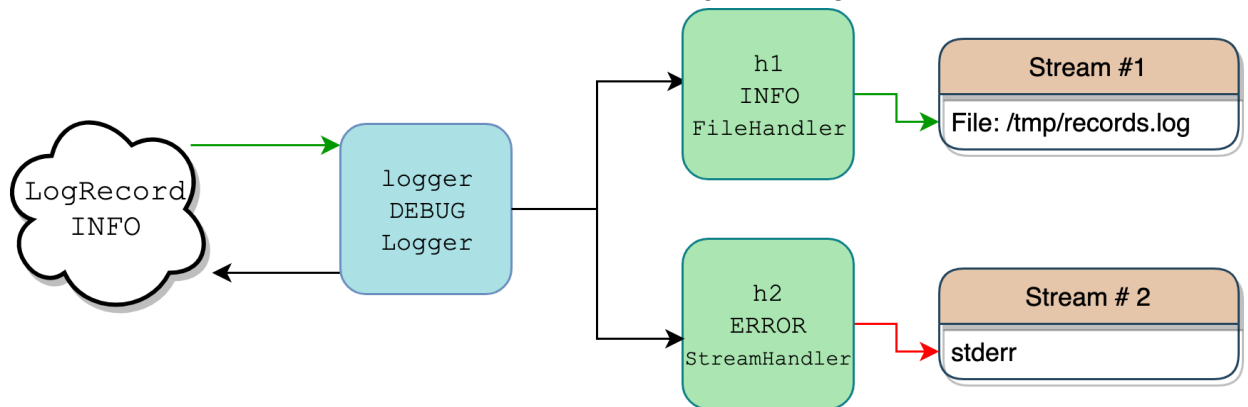 LogRecord
INFO
logger
DEBUG
Logger
h1
INFO
FileHandler
Stream #1
File: /tmp/records.log
h2
ERROR
StreamHandler
Stream # 2
stderr